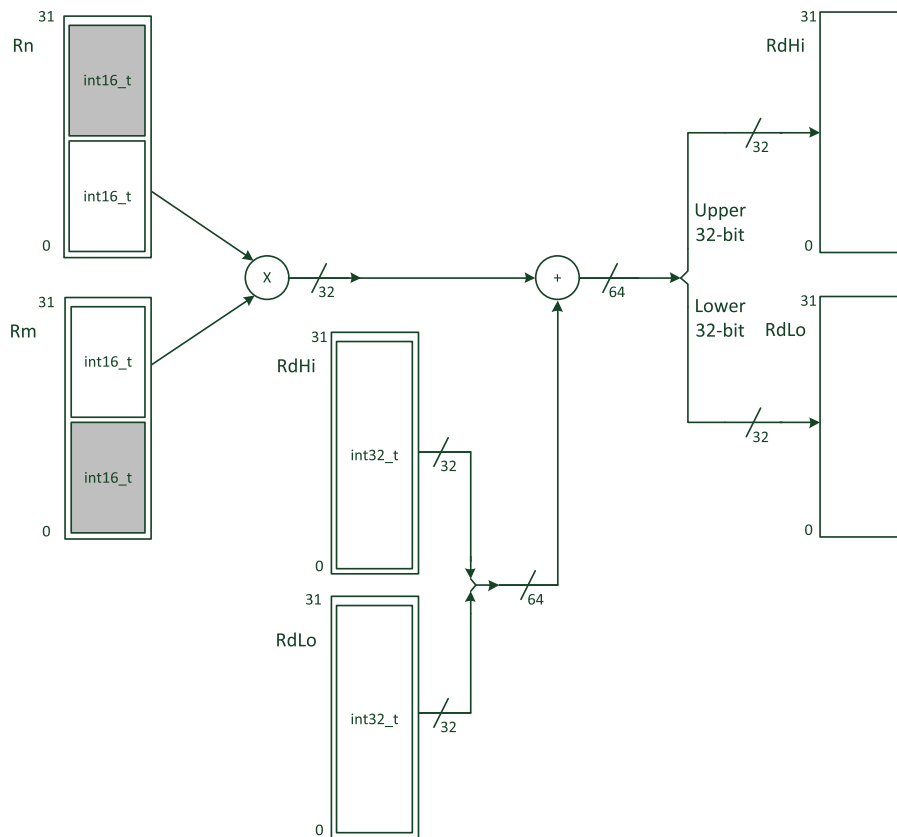 31
Rn
int16_t
int16_t
0
31
Rm
int16_t
int16_t
0
X
32
+
64
31
RdHi
int32_t
32
0
31
RdLo
int32_t
32
0
64
Upper
32-bit
Lower
32-bit
32
32
31
RdHi
0
31
RdLo
0